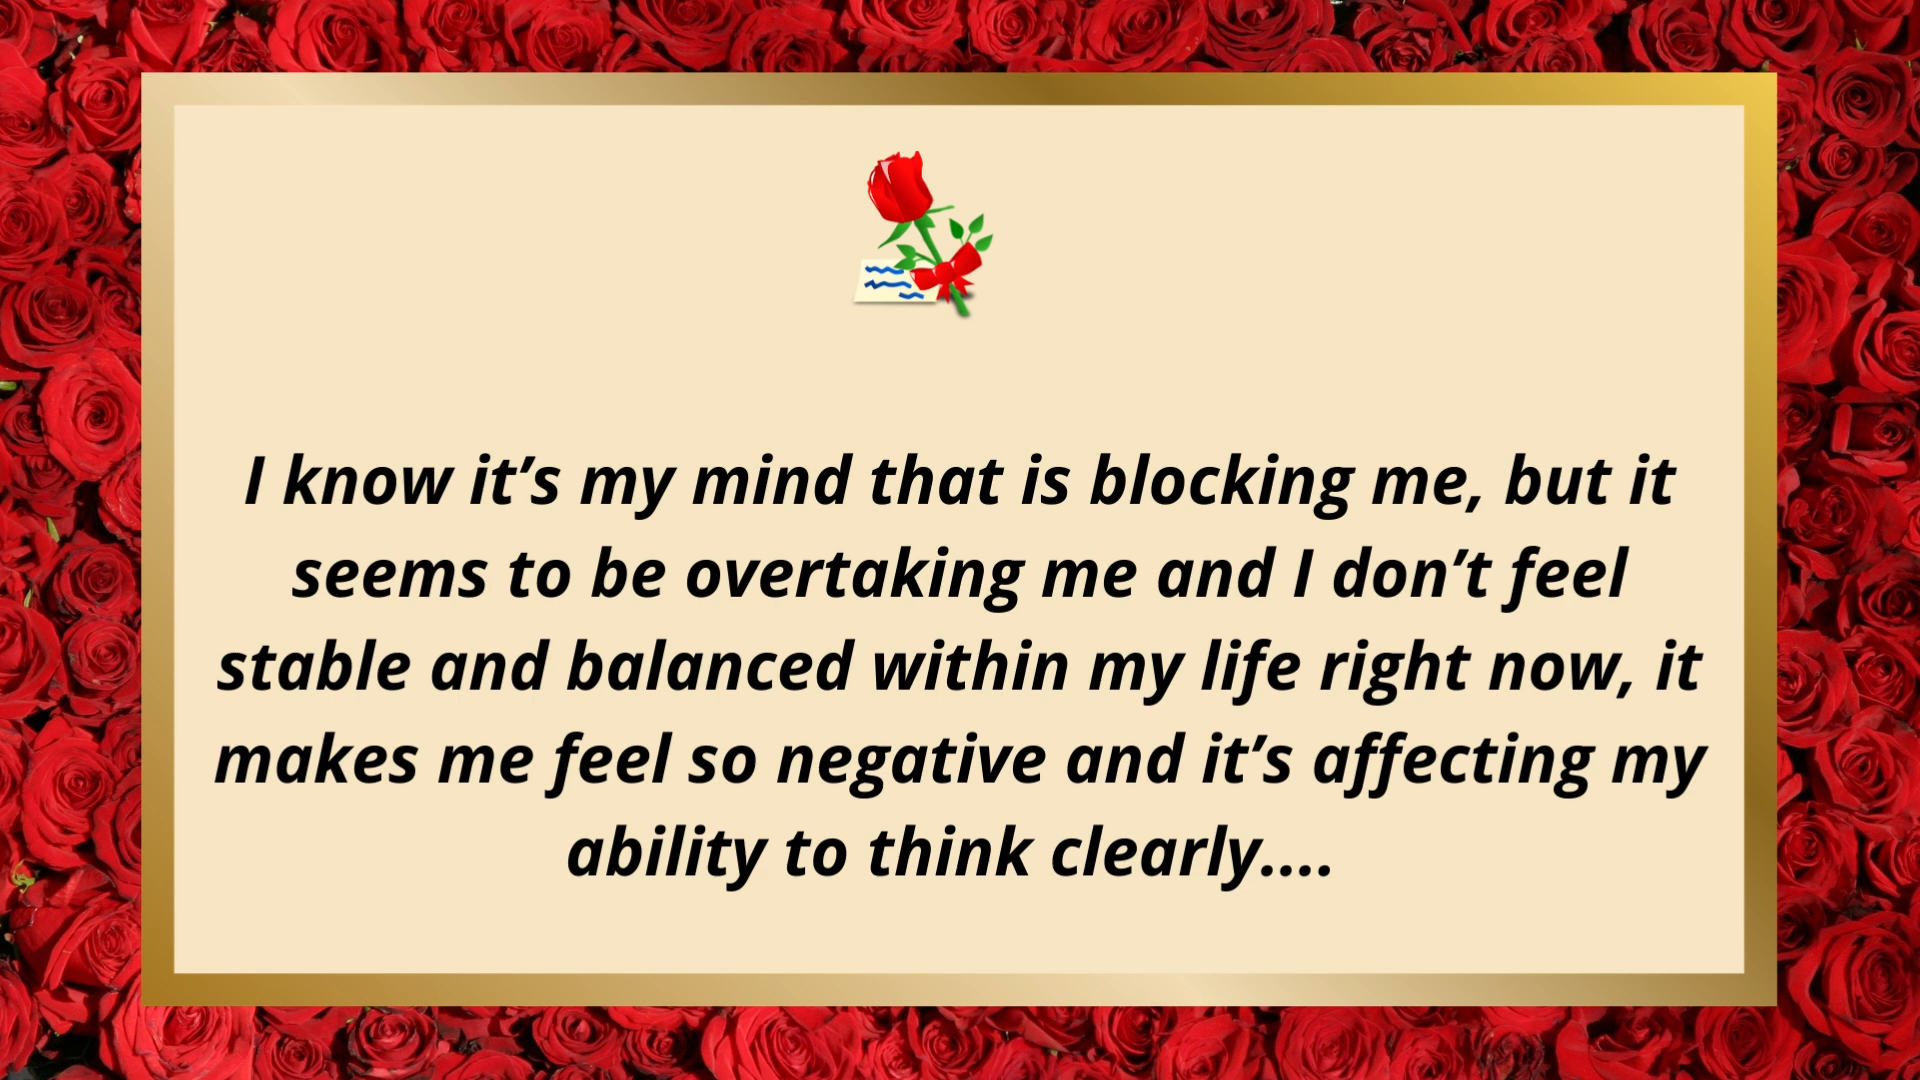 I know it’s my mind that is blocking me, but it
seems to be overtaking me and I don’t feel
stable and balanced within my life right now, it
makes me feel so negative and it’s affecting my
ability to think clearly....